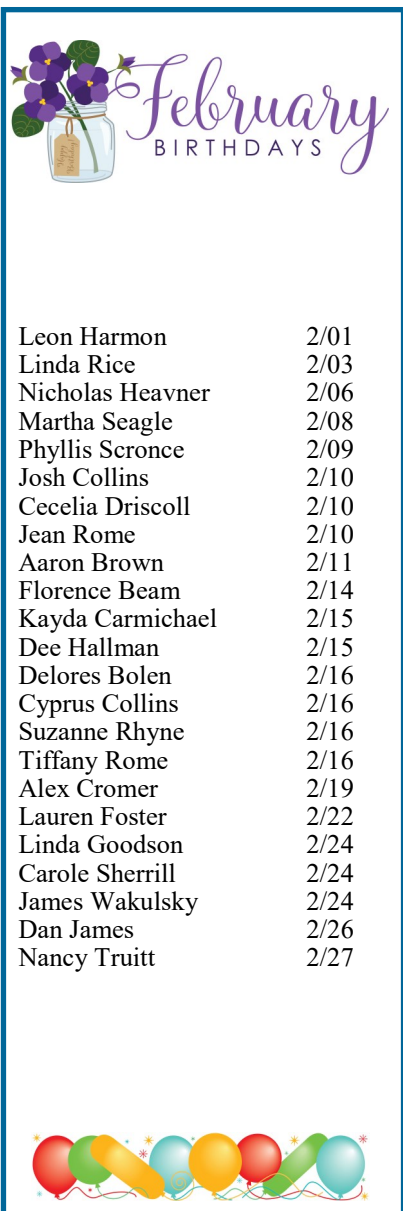 February
BIRTHDAYS
Happy
Birthday!
Leon Harmon 2/01
Linda Rice 2/03
Nicholas Heavner 2/06
Martha Seagle 2/08
Phyllis Scronce 2/09
Josh Collins 2/10
Cecelia Driscoll 2/10
Jean Rome 2/10
Aaron Brown 2/11
Florence Beam 2/14
Kayda Carmichael 2/15
Dee Hallman 2/15
Delores Bolen 2/16
Cyprus Collins 2/16
Suzanne Rhyne 2/16
Tiffany Rome 2/16
Alex Cromer 2/19
Lauren Foster 2/22
Linda Goodson 2/24
Carole Sherrill 2/24
James Wakulsky 2/24
Dan James 2/26
Nancy Truitt 2/27